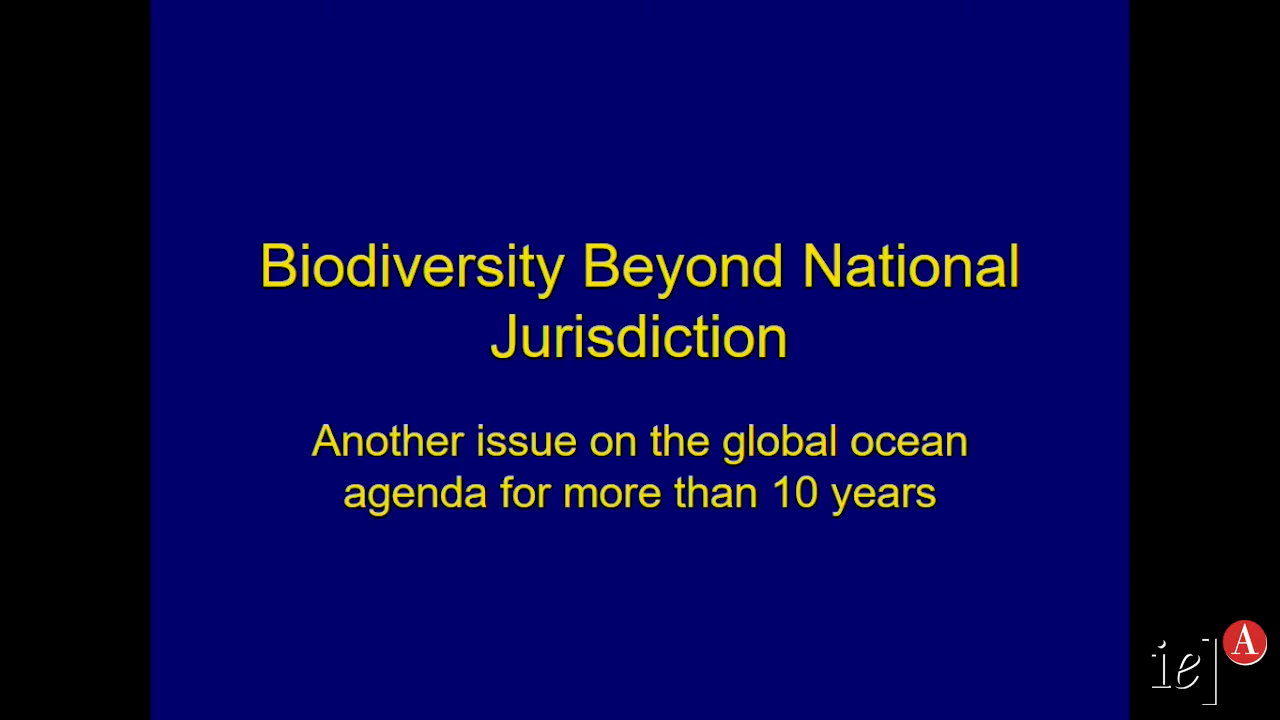 Biodiversity Beyond National
Jurisdiction
Another issue on the global ocean
agenda for more than 10 years
ie]
A